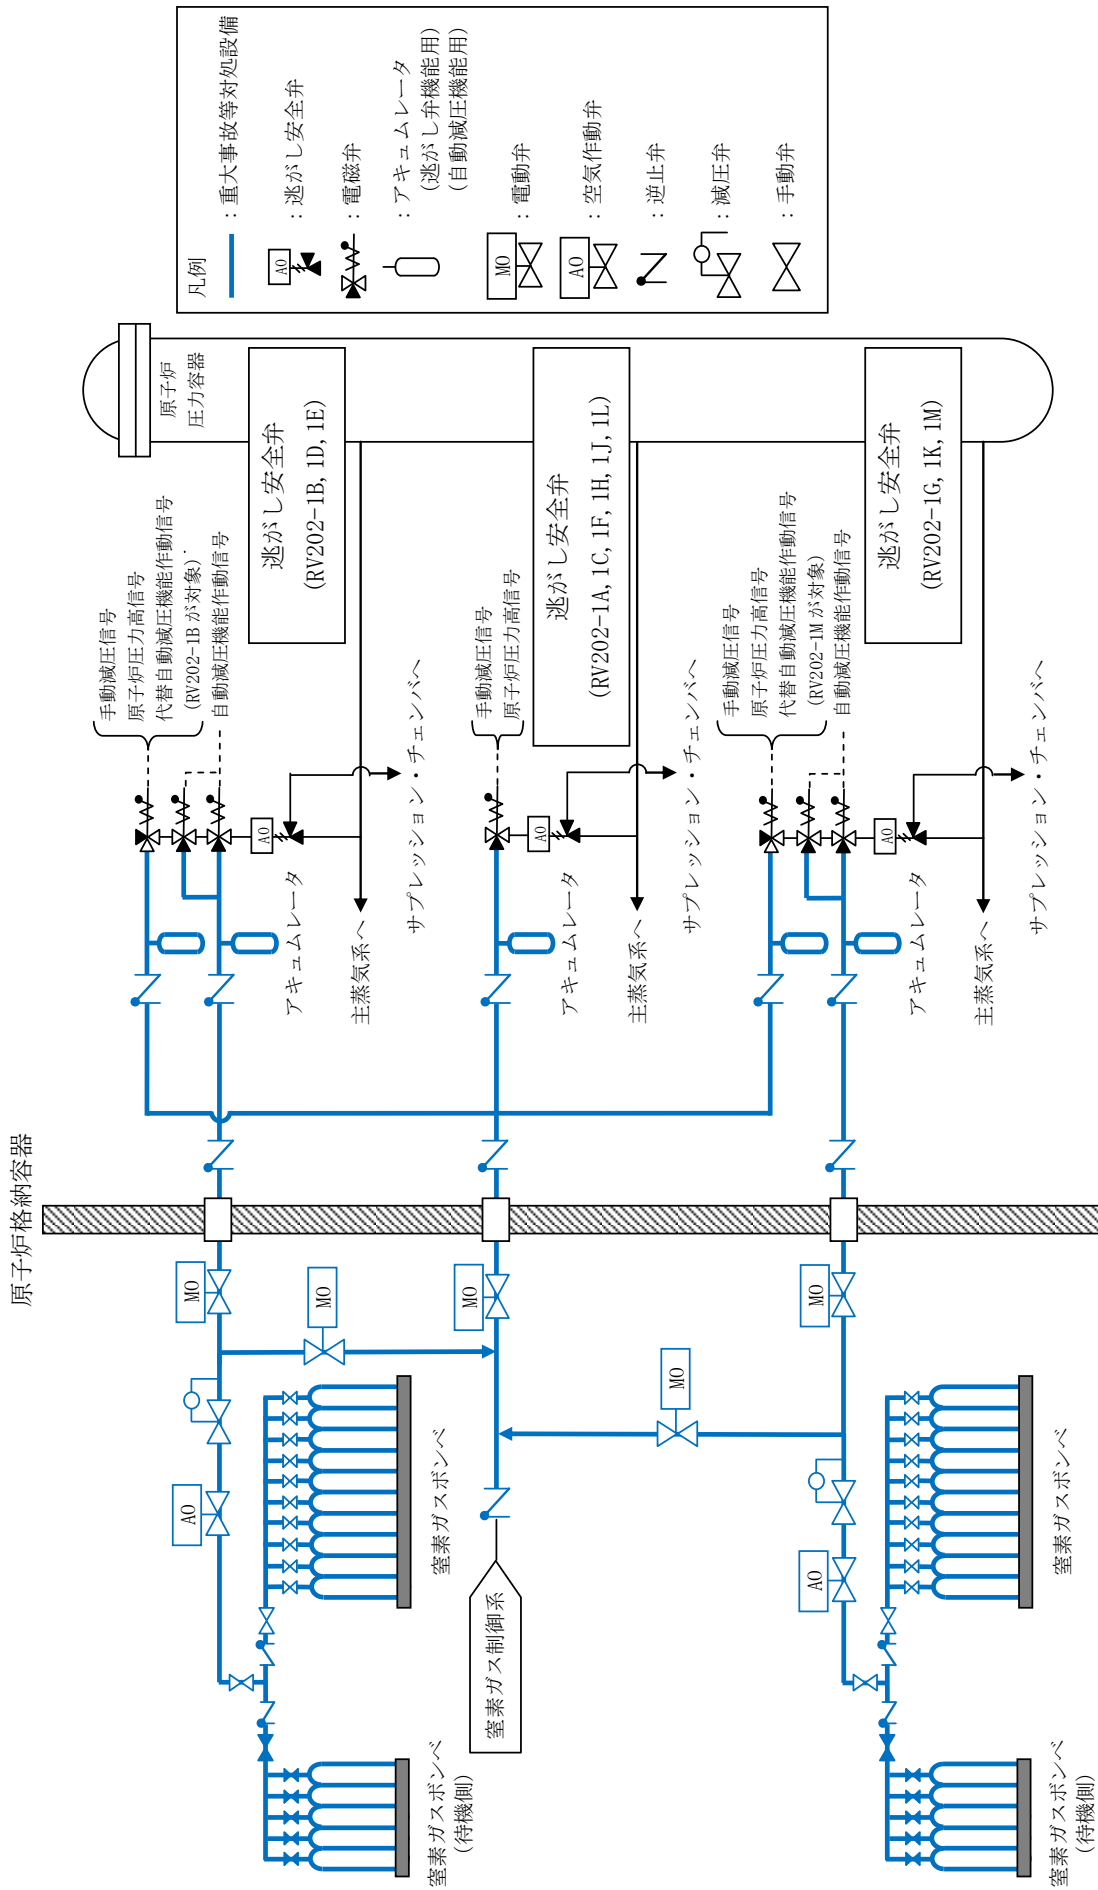 原子炉格納容器
窒素ガスボンベ
(待機側)
窒素ガスボンベ
AO
MO
MO
窒素ガス制御系
MO
MO
窒素ガスボンベ
(待機側)
窒素ガスボンベ
AO
MO
手動減圧信号
原子炉圧力高信号
代替自動減圧機能作動信号
(RV202-1Bが対象)
自動減圧機能作動信号
AO
アキュムレータ
主蒸気系へ
サプレッション・チェンバへ
手動減圧信号
原子炉圧力高信号
AO
アキュムレータ
主蒸気系へ
サプレッション・チェンバへ
手動減圧信号
原子炉圧力高信号
代替自動減圧機能作動信号
(RV202-1Mが対象)
自動減圧機能作動信号
AO
アキュムレータ
主蒸気系へ
サプレッション・チェンバへ
原子炉
圧力容器
逃がし安全弁
(RV202-1B, 1D, 1E)
逃がし安全弁
(RV202-1A, 1C, 1F, 1H, 1J, 1L)
逃がし安全弁
(RV202-1G, 1K, 1M)
凡例
:重大事故等対処設備
AO :逃がし安全弁
:電磁弁
:アキュムレータ
(逃がし弁機能用)
(自動減圧機能用)
MO :電動弁
AO :空気作動弁
:逆止弁
:減圧弁
:手動弁